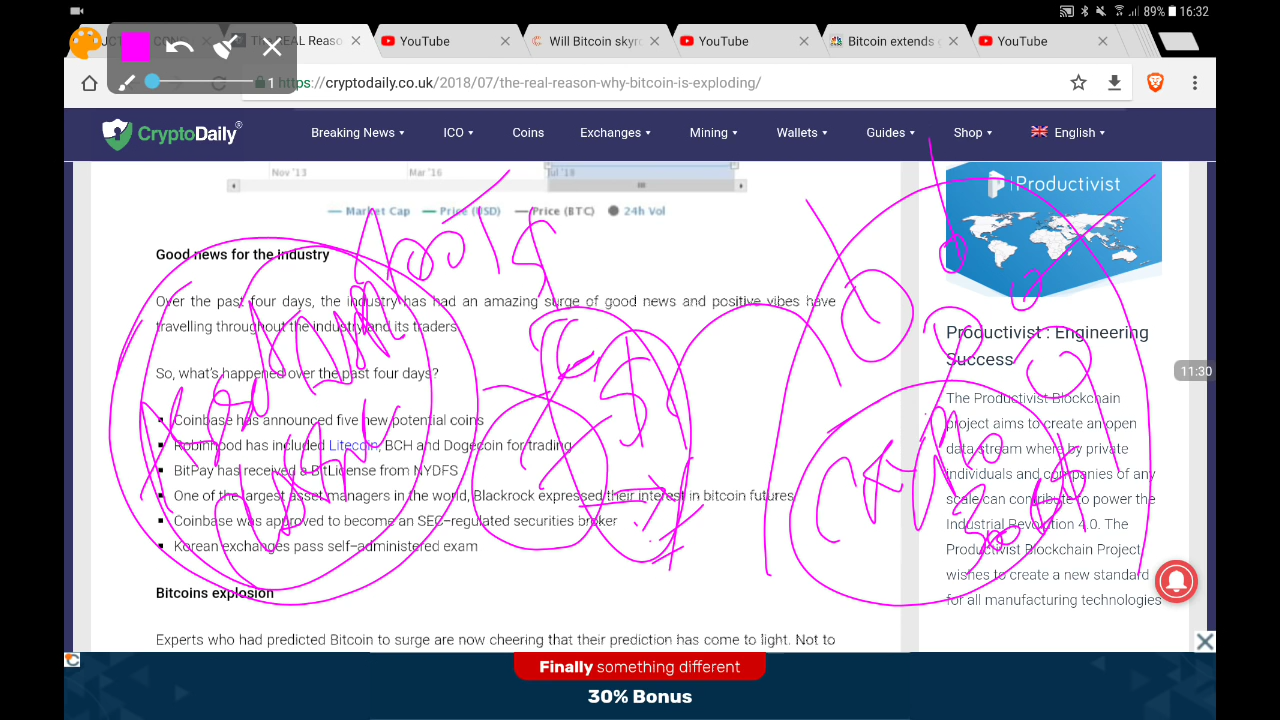 89% 16:32
The REAL Reaso
YouTube
Will Bitcoin skyr
YouTube
Bitcoin extends
YouTube
1
https://cryptodaily.co.uk/2018/07/the-real-reason-why-bitcoin-is-exploding/
CryptoDaily®
Breaking News ICO Coins Exchanges Mining Wallets Guides Shop English
Nov '13 Mar '16 Jul '18
Market Cap Price (USD) Price (BTC) 24h Vol
Good news for the industry
Over the past four days, the industry has had an amazing surge of good news and positive vibes have
travelling throughout the industry and its traders.
So, what's happened over the past four days?
Coinbase has announced five new potential coins
Robinhood has included Litecoin, BCH and Dogecoin for trading
BitPay has received a BitLicense from NYDFS
One of the largest asset managers in the world, Blackrock expressed their interest in bitcoin futures
Coinbase was approved to become an SEC-regulated securities broker
Korean exchanges pass self-administered exam
Bitcoins explosion
Experts who had predicted Bitcoin to surge are now cheering that their prediction has come to light. Not to
Productivist
Productivist : Engineering
Success
The Productivist Blockchain
project aims to create an open
data stream where by private
individuals and companies of any
scale can contribute to power the
Industrial Revolution 4.0. The
Productivist Blockchain Project
wishes to create a new standard
for all manufacturing technologies
11:30
Finally something different
30% Bonus